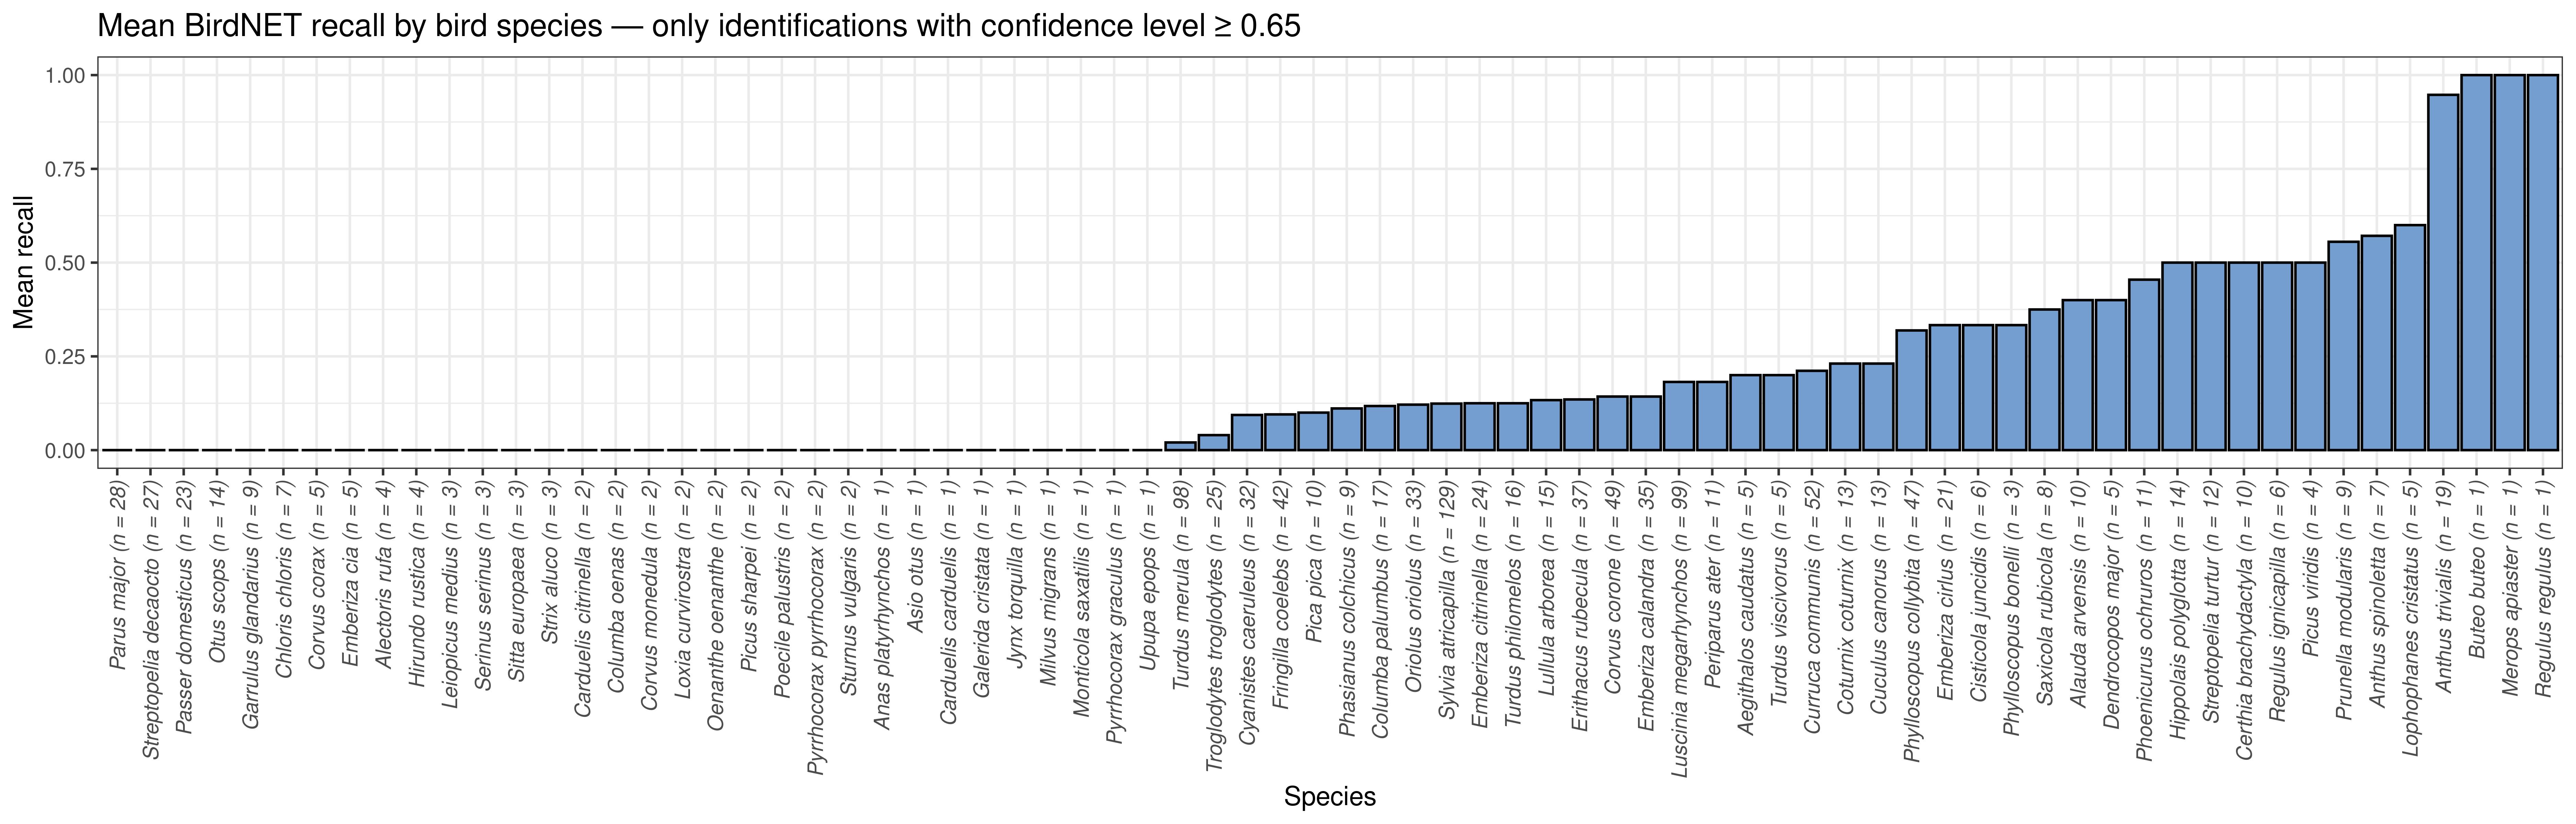 Mean BirdNET recall by bird species — only identifications with confidence level ≥ 0.65
Mean recall
1.00
0.75
0.50
0.25
0.00
Parus major (n = 28)
Streptopelia decaocto (n = 27)
Passer domesticus (n = 23)
Otus scops (n = 14)
Garrulus glandarius (n = 9)
Chloris chloris (n = 7)
Corvus corax (n = 5)
Emberiza cia (n = 5)
Alectoris rufa (n = 4)
Hirundo rustica (n = 4)
Leiopicus medius (n = 3)
Serinus serinus (n = 3)
Sitta europaea (n = 3)
Strix aluco (n = 3)
Carduelis citrinella (n = 2)
Columba oenas (n = 2)
Corvus monedula (n = 2)
Loxia curvirostra (n = 2)
Oenanthe oenanthe (n = 2)
Picus sharpei (n = 2)
Poecile palustris (n = 2)
Pyrrhocorax pyrrhocorax (n = 2)
Sturnus vulgaris (n = 2)
Anas platyrhynchos (n = 1)
Asio otus (n = 1)
Carduelis carduelis (n = 1)
Galerida cristata (n = 1)
Jynx torquilla (n = 1)
Milvus migrans (n = 1)
Monticola saxatilis (n = 1)
Pyrrhocorax graculus (n = 1)
Upupa epops (n = 1)
Turdus merula (n = 98)
Troglodytes troglodytes (n = 25)
Cyanistes caeruleus (n = 32)
Fringilla coelebs (n = 42)
Pica pica (n = 10)
Phasianus colchicus (n = 9)
Columba palumbus (n = 17)
Oriolus oriolus (n = 33)
Sylvia atricapilla (n = 129)
Emberiza citrinella (n = 24)
Turdus philomelos (n = 16)
Lullula arborea (n = 15)
Erithacus rubecula (n = 37)
Corvus corone (n = 49)
Emberiza calandra (n = 35)
Luscinia megarhynchos (n = 99)
Periparus ater (n = 11)
Aegithalos caudatus (n = 5)
Turdus viscivorus (n = 5)
Curruca communis (n = 52)
Coturnix coturnix (n = 13)
Cuculus canorus (n = 13)
Phylloscopus collybita (n = 47)
Emberiza cirlus (n = 21)
Cisticola juncidis (n = 6)
Phylloscopus bonelli (n = 3)
Saxicola rubicola (n = 8)
Alauda arvensis (n = 10)
Dendrocopos major (n = 5)
Phoenicurus ochruros (n = 11)
Hippolais polyglotta (n = 14)
Streptopelia turtur (n = 12)
Certhia brachydactyla (n = 10)
Regulus ignicapilla (n = 6)
Picus viridis (n = 4)
Prunella modularis (n = 9)
Anthus spinoletta (n = 7)
Lophophanes cristatus (n = 5)
Anthus trivialis (n = 19)
Buteo buteo (n = 1)
Merops apiaster (n = 1)
Regulus regulus (n = 1)
Species